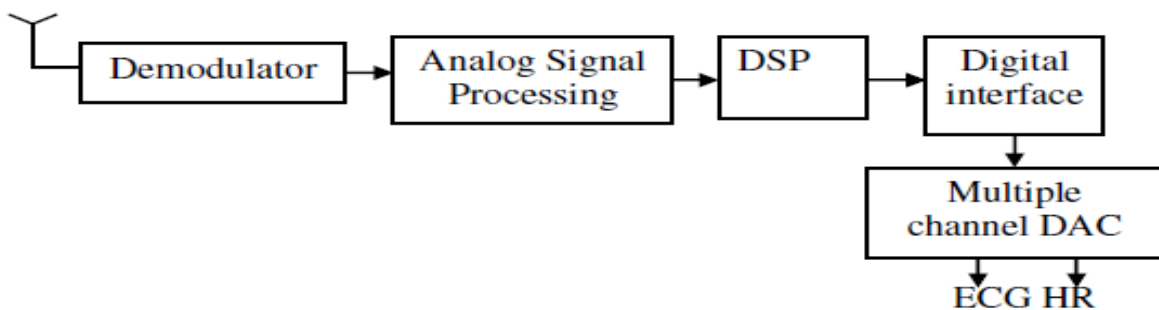 Demodulator
Analog Signal
Processing
DSP
Digital
interface
Multiple
channel DAC
ECG HR